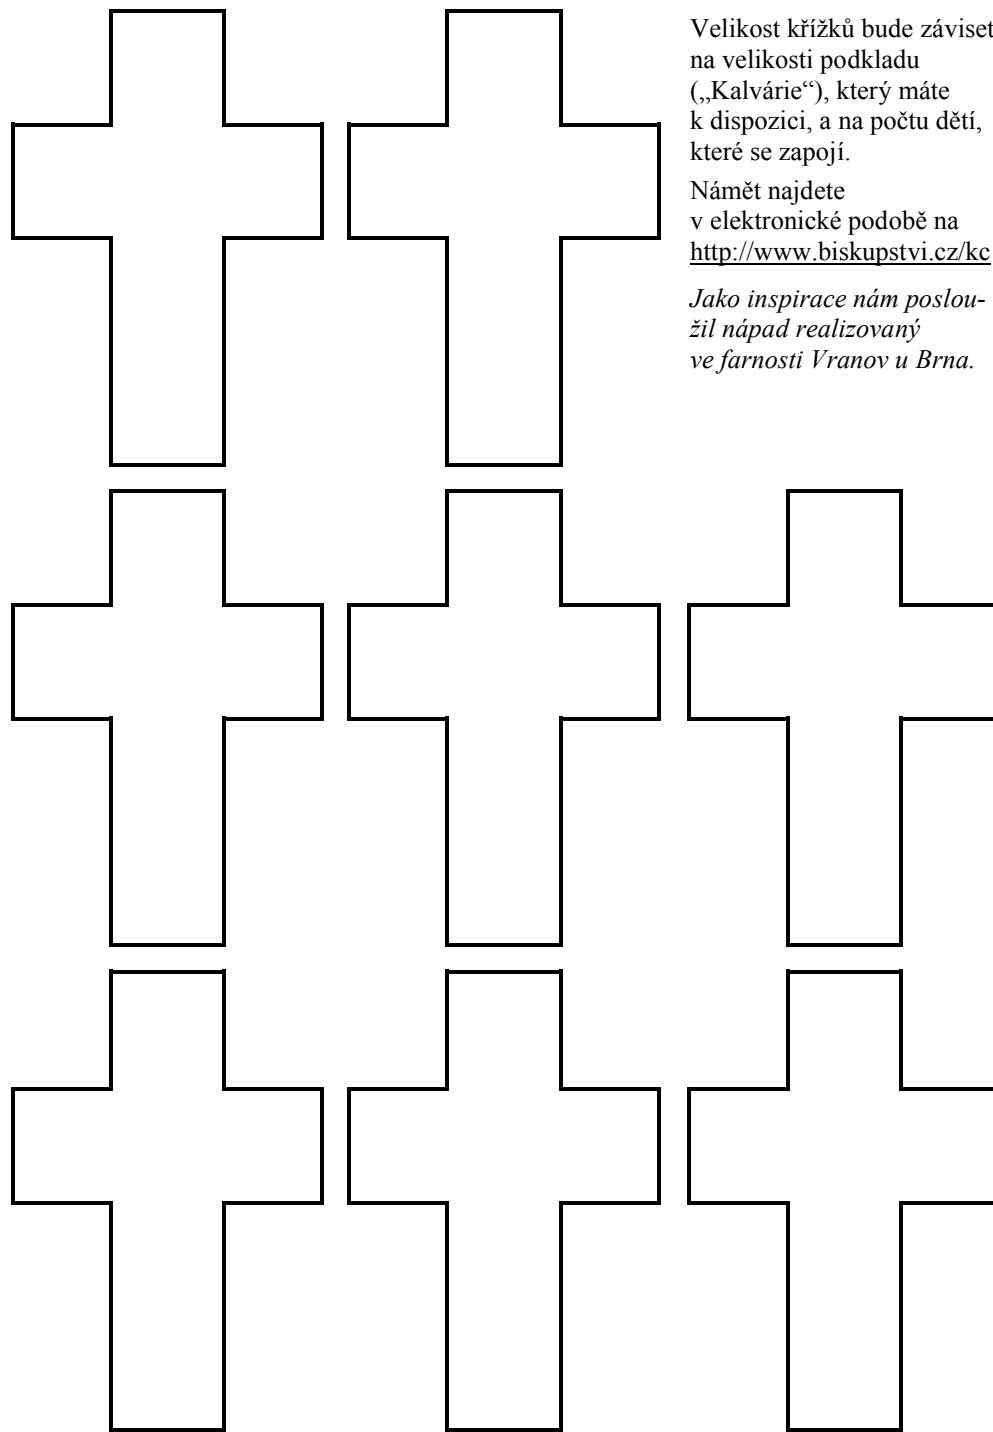 Velikost křížků bude záviset
na velikosti podkladu
(„Kalvárie“), který máte
k dispozici, a na počtu dětí,
které se zapojí.
Námět najdete
v elektronické podobě na
http://www.biskupstvi.cz/kc
Jako inspirace nám poslou-
žil nápad realizovaný
ve farnosti Vranov u Brna.